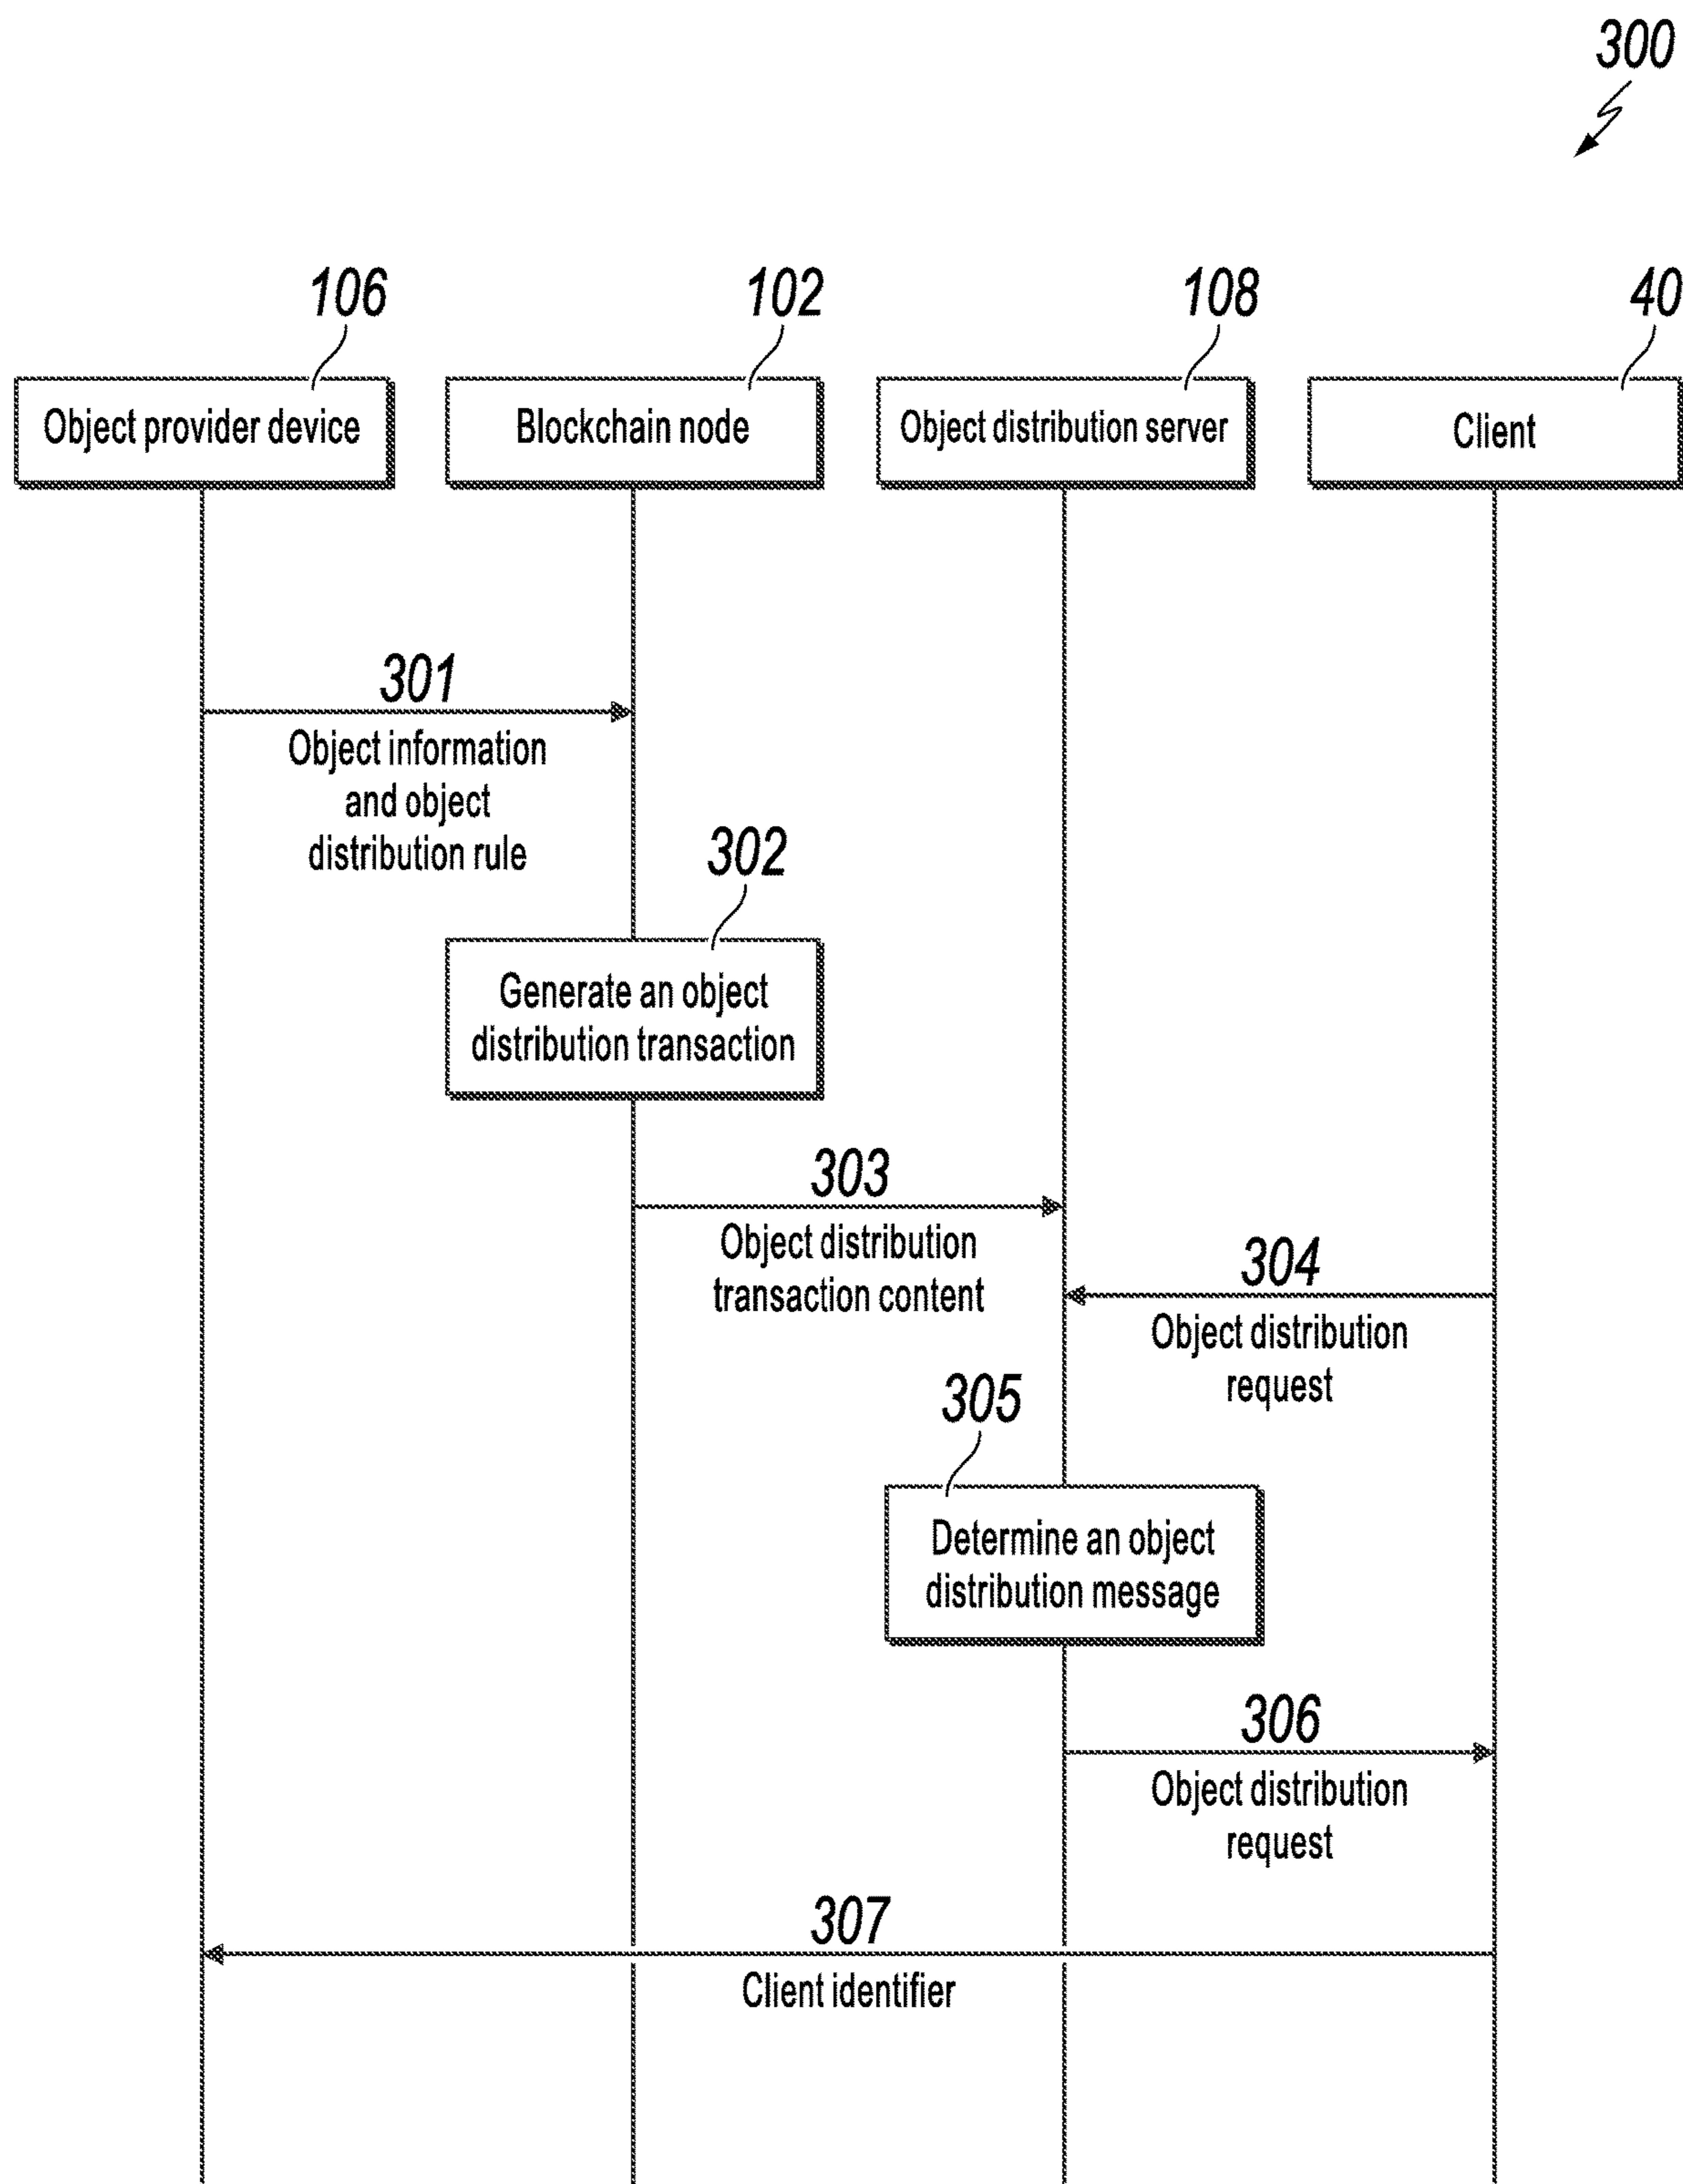 300
106
102
108
40
Object provider device
Blockchain node
Object distribution server
Client
301
Object information
and object
distribution rule
302
Generate an object
distribution transaction
303
Object distribution
transaction content
304
Object distribution
request
305
Determine an object
distribution message
306
Object distribution
request
307
Client identifier